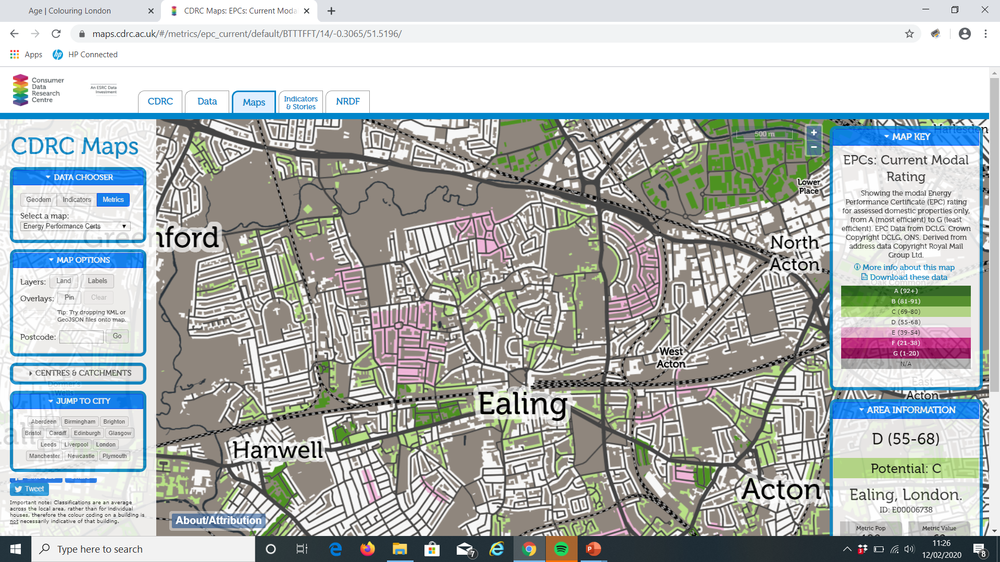 Age | Colouring London
CDRC Maps: EPCs: Current Moda
maps.cdrc.ac.uk/#/metrics/epc_current/default/BTTTFFT/14/-0.3065/51.5196/
Apps
HP Connected
Consumer
Data
Research
Centre
An ESRC Data
Investment
CDRC
Data
Maps
Indicators
& Stories
NRDF
CDRC Maps
DATA CHOOSER
Geodem
Indicators
Metrics
Select a map:
Energy Performance Certs
MAP OPTIONS
Layers:
Land
Labels
Overlays:
Pin
Clear
Tip: Try dropping KML or
GeoJSON files onto map.
Postcode:
Go
CENTRES & CATCHMENTS
Dormer's
Wells
JUMP TO CITY
Aberdeen
Birmingham
Brighton
Bristol
Cardiff
Edinburgh
Glasgow
Leeds
Liverpool
London
Manchester
Newcastle
Plymouth
Tweet
Important note: Classifications are an average
across the local area, rather than for individual
houses, therefore the colour coding on a building is
not necessarily indicative of that building.
Greenford
500 m
+
−
Lower
Place
North
Acton
West
Acton
Ealing
Hanwell
Acton
About/Attribution
Harlesden
MAP KEY
EPCs: Current Modal
Rating
Showing the modal Energy
Performance Certificate (EPC) rating
for assessed domestic properties only,
from A (most efficient) to G (least
efficient). EPC Data from DCLG. Crown
Copyright DCLG, ONS. Derived from
address data Copyright Royal Mail
Group Ltd.
More info about this map
Download these data
Old
Oak Common
A (92+)
B (81-91)
C (69-80)
D (55-68)
E (39-54)
F (21-38)
G (1-20)
N/A
East
Acton
AREA INFORMATION
D (55-68)
Potential: C
Ealing, London.
ID: E00006738
Metric Pop
Metric Value
Type here to search
7
3
11:26
12/02/2020
8